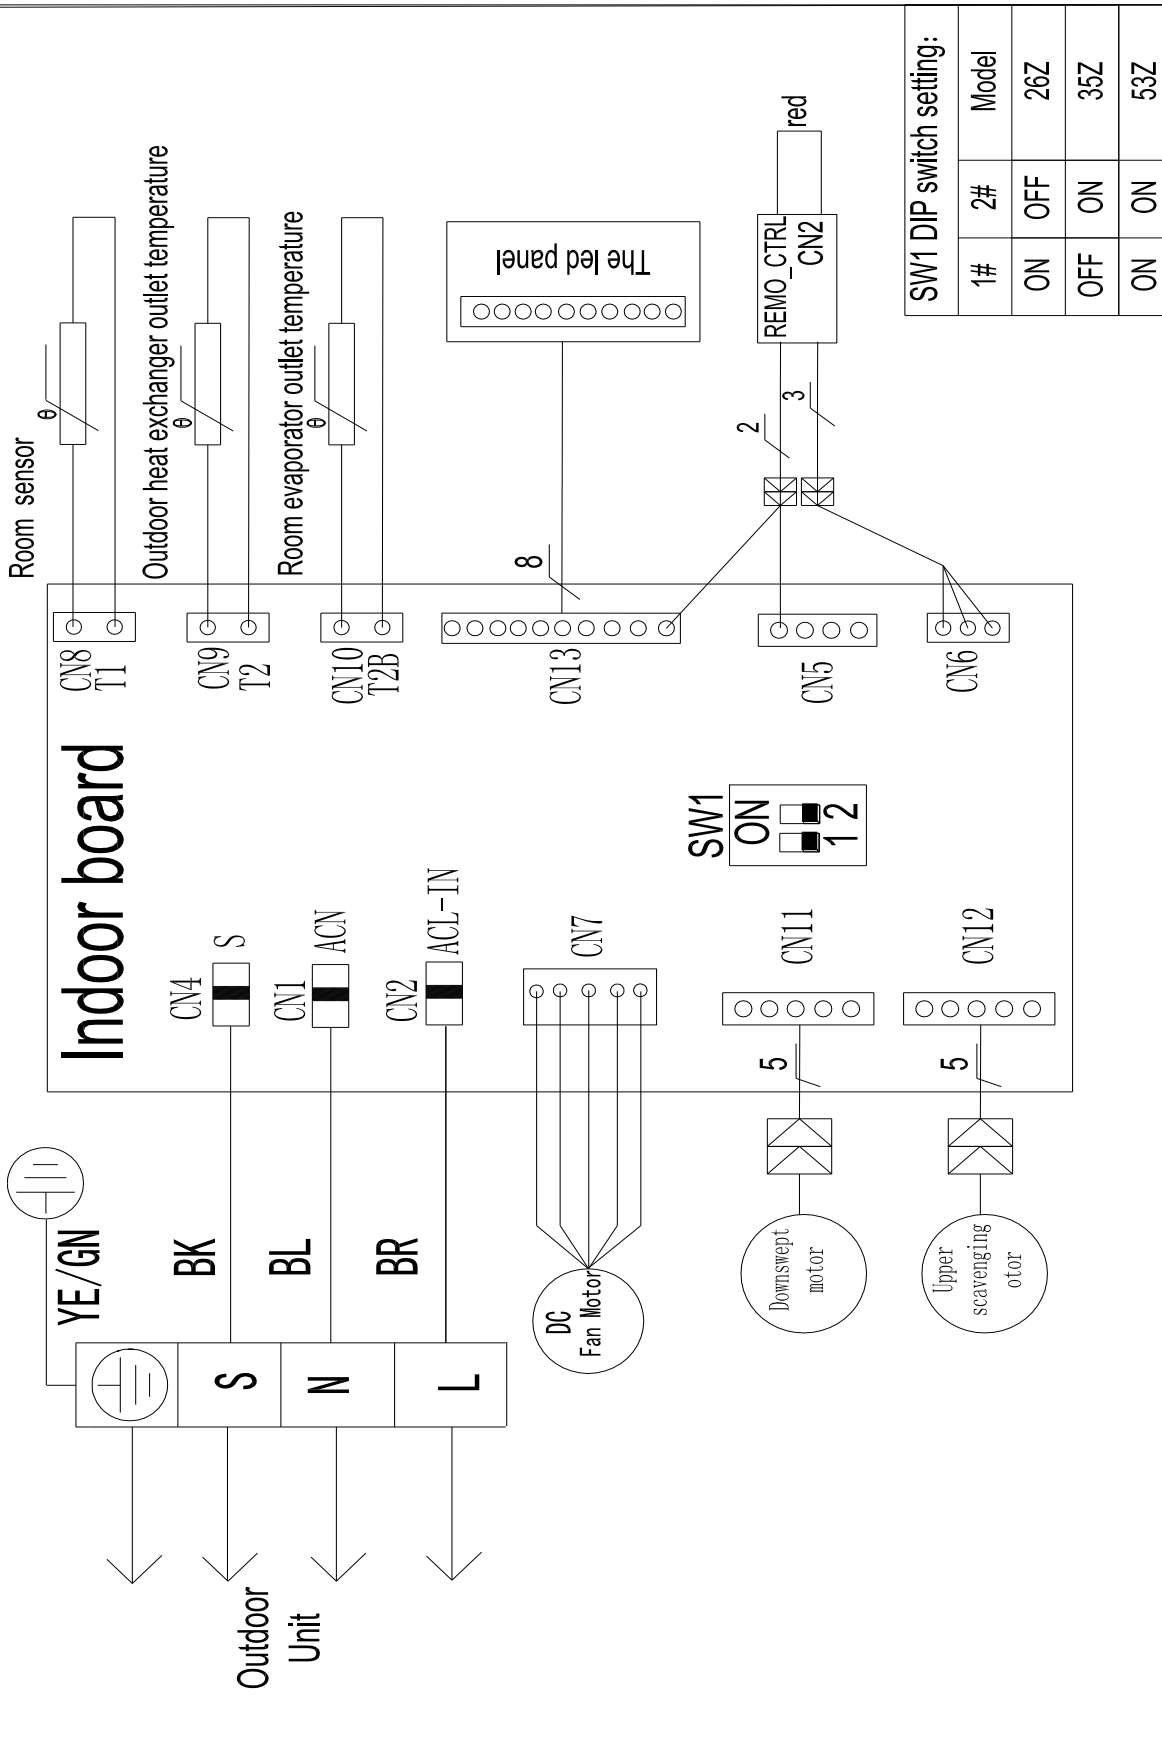 Room sensor
θ
CN8
T1
Outdoor heat exchanger outlet temperature
θ
CN9
T2
Room evaporator outlet temperature
θ
CN10
T2B
The led panel
8
CN13
red
REMO_CTRL
CN2
2
3
CN5
CN6
SW1 DIP switch setting:
1# 2# Model
ON OFF 26Z
OFF ON 35Z
ON ON 53Z
Indoor board
CN4
S
CN1
ACN
CN2
ACL-IN
CN7
SW1
ON
1 2
CN11
CN12
5
5
YE/GN
BK
BL
BR
S
N
L
DC
Fan Motor
Downswept
motor
Upper
scavenging
otor
Outdoor
Unit